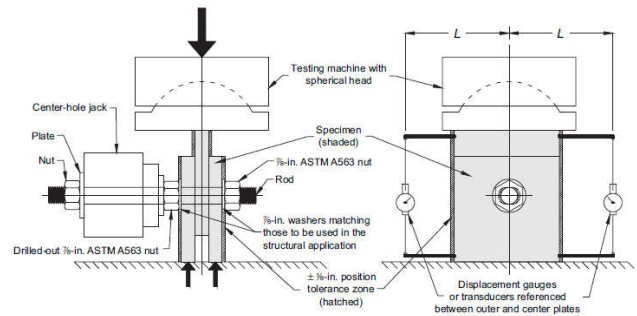 L
L
Testing machine with
spherical head
Center-hole jack
Plate
Nut
Specimen
(shaded)
⅞-in. ASTM A563 nut
Rod
⅞-in. washers matching
those to be used in the
structural application
Drilled-out ⅞-in. ASTM A563 nut
± ⅛-in. position
tolerance zone
(hatched)
Displacement gauges
or transducers referenced
between outer and center plates